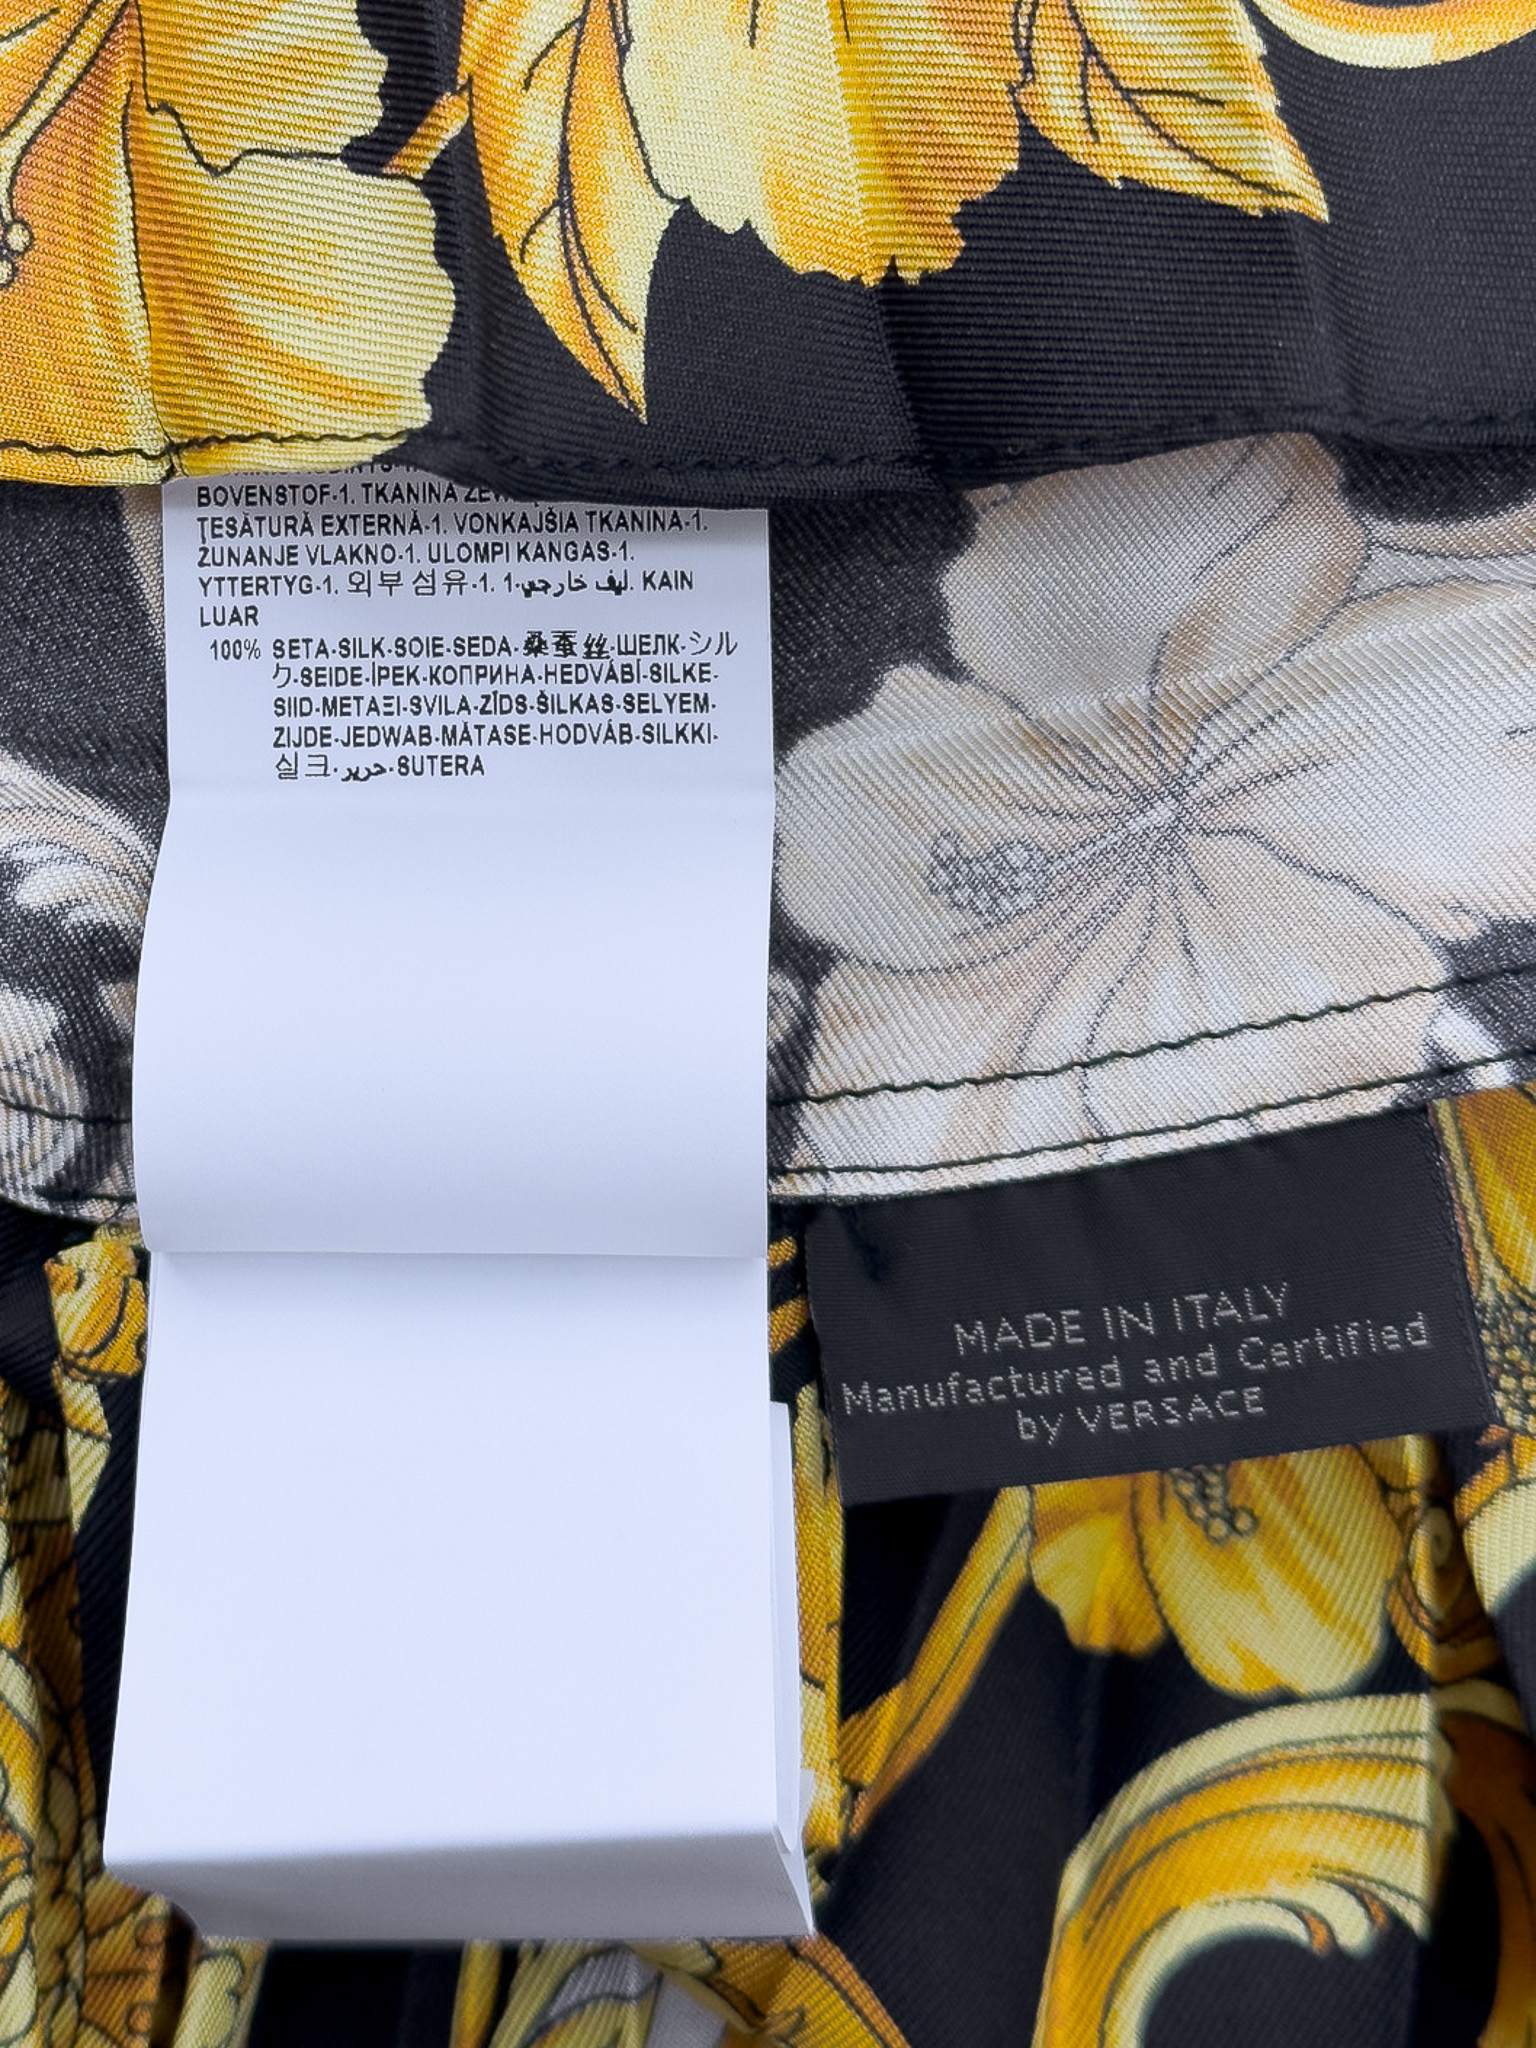 BOVENSTOF-1. TKANINA
ŢESĂTURĂ EXTERNĂ-1. VONKAJŠIA TKANINA-1.
ZUNANJE VLAKNO-1. ULOMPI KANGAS-1.
YTTERTYG-1. 외부 섬유-1. 1-ليف خارجي. KAIN
LUAR
100% SETA-SILK-SOIE-SEDA-桑蚕丝-ШЕЛК-シル
ク-SEIDE-İPEK-КОПРИНА-HEDVÁBÍ-SILKE-
SIID-ΜΕΤΑΞΙ-SVILA-ZĪDS-ŠILKAS-SELYEM-
ZIJDE-JEDWAB-MĂTASE-HODVÁB-SILKKI-
실크-حرير-SUTERA
MADE IN ITALY
Manufactured and Certified
by VERSACE